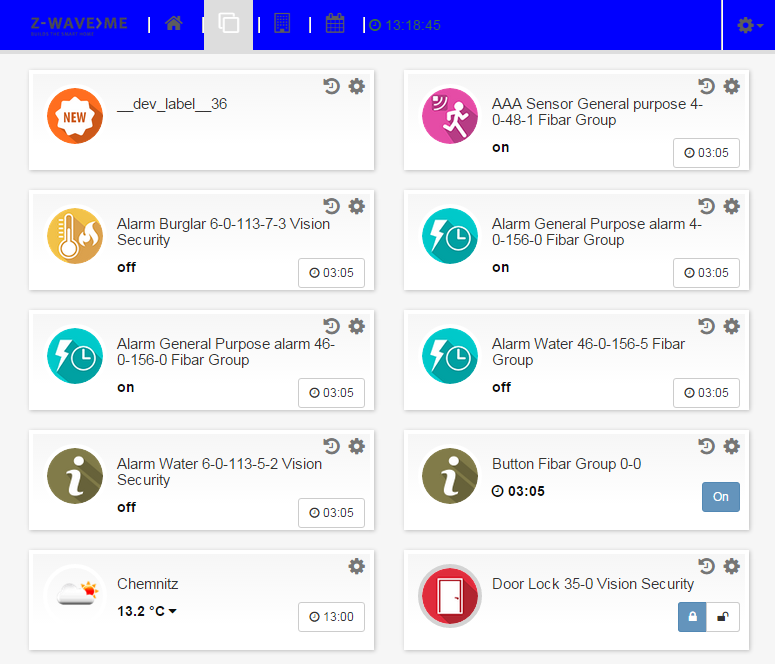 Z-WAVE>ME
BUILDS THE SMART HOME
13:18:45
NEW
__dev_label__36
AAA Sensor General purpose 4-
0-48-1 Fibar Group
on
03:05
Alarm Burglar 6-0-113-7-3 Vision
Security
off
03:05
Alarm General Purpose alarm 4-
0-156-0 Fibar Group
on
03:05
Alarm General Purpose alarm 46-
0-156-0 Fibar Group
on
03:05
Alarm Water 46-0-156-5 Fibar
Group
off
03:05
Alarm Water 6-0-113-5-2 Vision
Security
off
03:05
Button Fibar Group 0-0
03:05
On
Chemnitz
13.2 °C
13:00
Door Lock 35-0 Vision Security